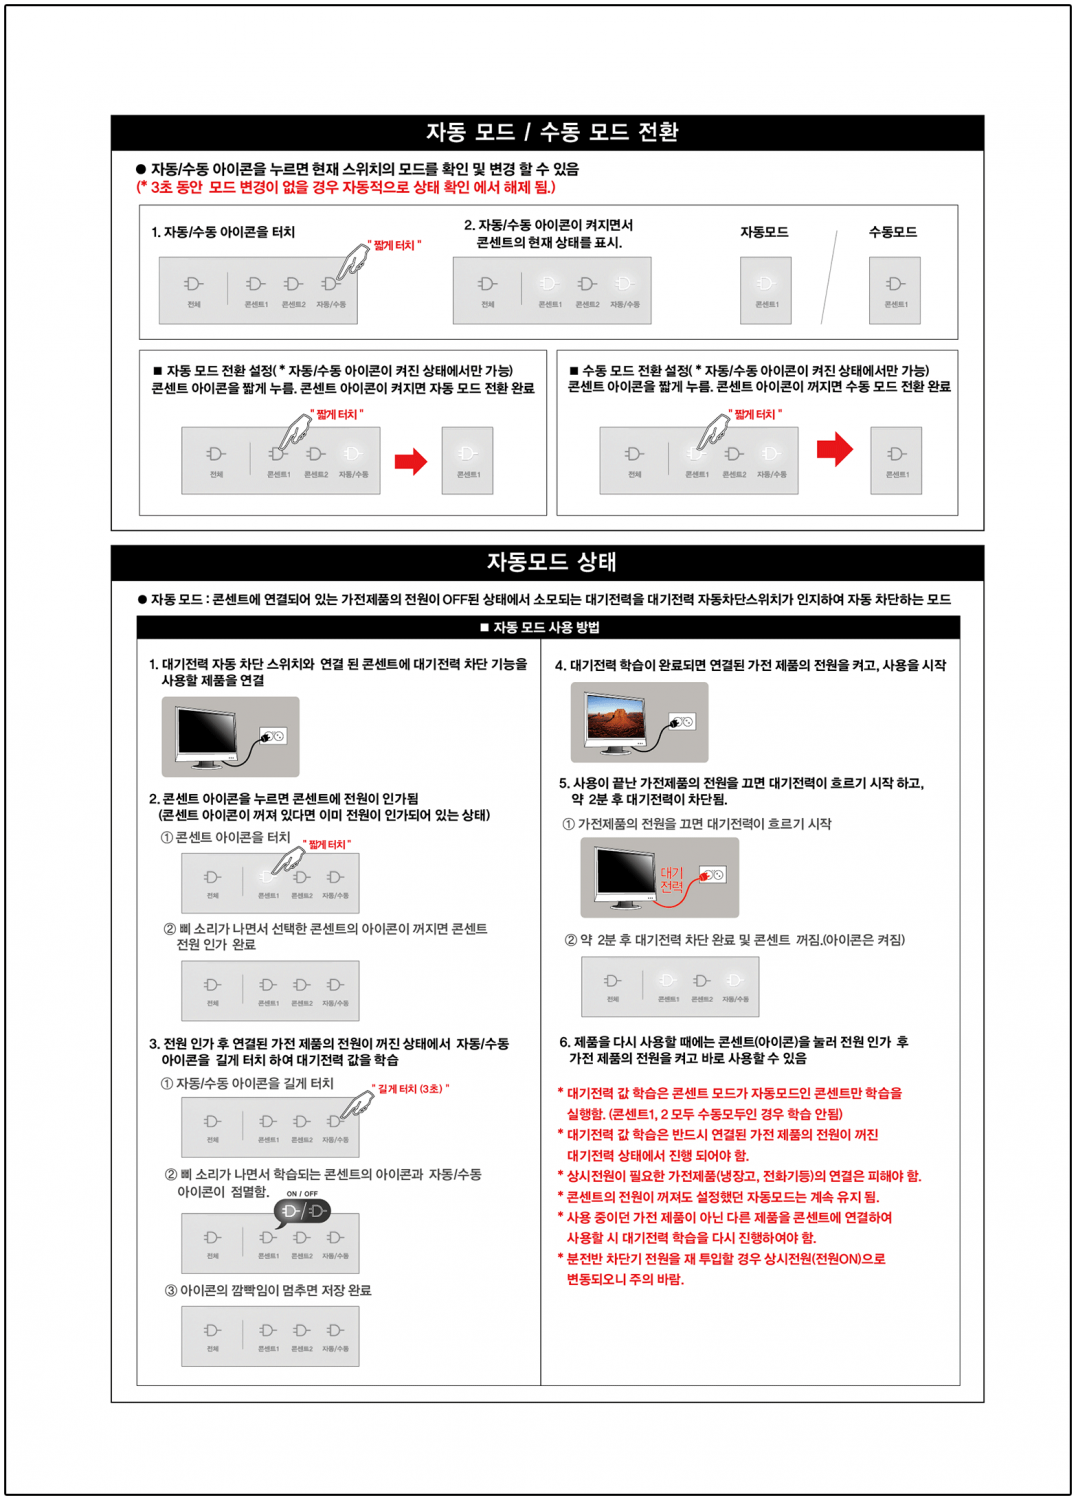 자동 모드 / 수동 모드 전환
● 자동/수동 아이콘을 누르면 현재 스위치의 모드를 확인 및 변경 할 수 있음
(* 3초 동안 모드 변경이 없을 경우 자동적으로 상태 확인 에서 해제 됨.)
1. 자동/수동 아이콘을 터치
" 짧게 터치 "
전체 콘센트1 콘센트2 자동/수동
2. 자동/수동 아이콘이 켜지면서
콘센트의 현재 상태를 표시.
전체 콘센트1 콘센트2 자동/수동
자동모드 / 수동모드
콘센트1 콘센트1
■ 자동 모드 전환 설정( * 자동/수동 아이콘이 켜진 상태에서만 가능)
콘센트 아이콘을 짧게 누름. 콘센트 아이콘이 켜지면 자동 모드 전환 완료
" 짧게 터치 "
전체 콘센트1 콘센트2 자동/수동 콘센트1
■ 수동 모드 전환 설정( * 자동/수동 아이콘이 켜진 상태에서만 가능)
콘센트 아이콘을 짧게 누름. 콘센트 아이콘이 꺼지면 수동 모드 전환 완료
" 짧게 터치 "
전체 콘센트1 콘센트2 자동/수동 콘센트1
자동모드 상태
● 자동 모드 : 콘센트에 연결되어 있는 가전제품의 전원이 OFF된 상태에서 소모되는 대기전력을 대기전력 자동차단스위치가 인지하여 자동 차단하는 모드
■ 자동 모드 사용 방법
1. 대기전력 자동 차단 스위치와 연결 된 콘센트에 대기전력 차단 기능을
사용할 제품을 연결
2. 콘센트 아이콘을 누르면 콘센트에 전원이 인가됨
(콘센트 아이콘이 꺼져 있다면 이미 전원이 인가되어 있는 상태)
① 콘센트 아이콘을 터치
" 짧게 터치 "
전체 콘센트1 콘센트2 자동/수동
② 삐 소리가 나면서 선택한 콘센트의 아이콘이 꺼지면 콘센트
전원 인가 완료
전체 콘센트1 콘센트2 자동/수동
3. 전원 인가 후 연결된 가전 제품의 전원이 꺼진 상태에서 자동/수동
아이콘을 길게 터치 하여 대기전력 값을 학습
① 자동/수동 아이콘을 길게 터치
" 길게 터치 (3초) "
전체 콘센트1 콘센트2 자동/수동
② 삐 소리가 나면서 학습되는 콘센트의 아이콘과 자동/수동
아이콘이 점멸함.
ON / OFF
전체 콘센트1 콘센트2 자동/수동
③ 아이콘의 깜빡임이 멈추면 저장 완료
전체 콘센트1 콘센트2 자동/수동
4. 대기전력 학습이 완료되면 연결된 가전 제품의 전원을 켜고, 사용을 시작
5. 사용이 끝난 가전제품의 전원을 끄면 대기전력이 흐르기 시작 하고,
약 2분 후 대기전력이 차단됨.
① 가전제품의 전원을 끄면 대기전력이 흐르기 시작
대기
전력
② 약 2분 후 대기전력 차단 완료 및 콘센트 꺼짐.(아이콘은 켜짐)
전체 콘센트1 콘센트2 자동/수동
6. 제품을 다시 사용할 때에는 콘센트(아이콘)을 눌러 전원 인가 후
가전 제품의 전원을 켜고 바로 사용할 수 있음
* 대기전력 값 학습은 콘센트 모드가 자동모드인 콘센트만 학습을
실행함. (콘센트1, 2 모두 수동모두인 경우 학습 안됨)
* 대기전력 값 학습은 반드시 연결된 가전 제품의 전원이 꺼진
대기전력 상태에서 진행 되어야 함.
* 상시전원이 필요한 가전제품(냉장고, 전화기등)의 연결은 피해야 함.
* 콘센트의 전원이 꺼져도 설정했던 자동모드는 계속 유지 됨.
* 사용 중이던 가전 제품이 아닌 다른 제품을 콘센트에 연결하여
사용할 시 대기전력 학습을 다시 진행하여야 함.
* 분전반 차단기 전원을 재 투입할 경우 상시전원(전원ON)으로
변동되오니 주의 바람.